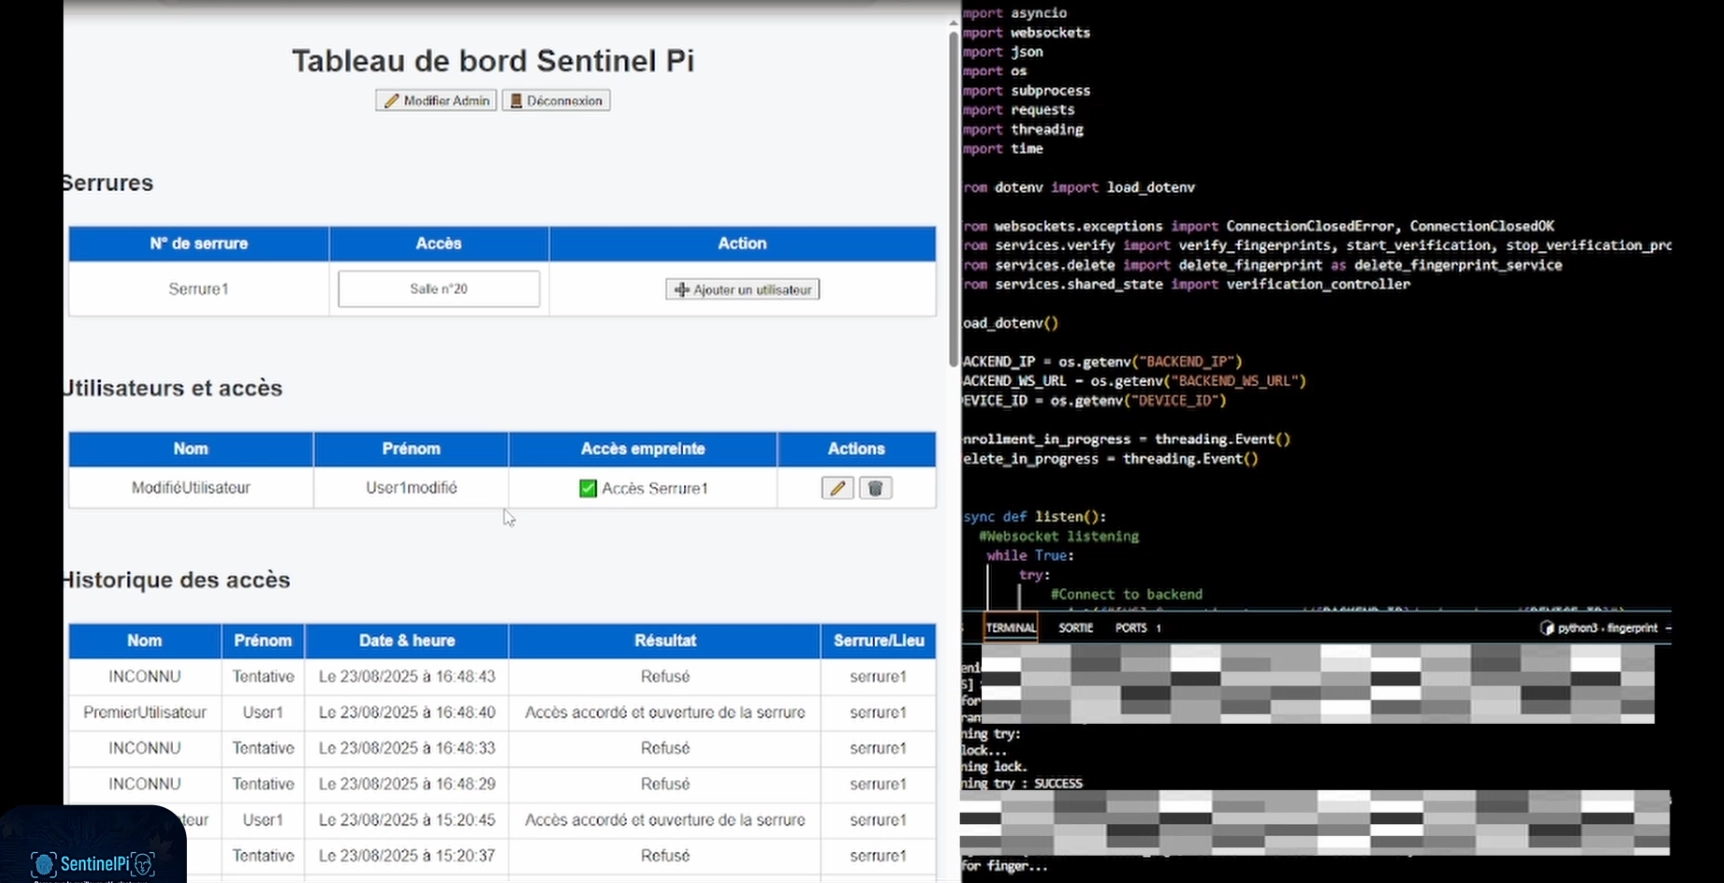 Tableau de bord Sentinel Pi
Modifier Admin
Déconnexion
Serrures
N° de serrure Accès Action
Serrure1 Salle n°20 Ajouter un utilisateur
Utilisateurs et accès
Nom Prénom Accès empreinte Actions
ModifiéUtilisateur User1modifié Accès Serrure1
Historique des accès
Nom Prénom Date & heure Résultat Serrure/Lieu
INCONNU Tentative Le 23/08/2025 à 16:48:43 Refusé serrure1
PremierUtilisateur User1 Le 23/08/2025 à 16:48:40 Accès accordé et ouverture de la serrure serrure1
INCONNU Tentative Le 23/08/2025 à 16:48:33 Refusé serrure1
INCONNU Tentative Le 23/08/2025 à 16:48:29 Refusé serrure1
ateur User1 Le 23/08/2025 à 15:20:45 Accès accordé et ouverture de la serrure serrure1
Tentative Le 23/08/2025 à 15:20:37 Refusé serrure1
SentinelPi
mport asyncio
mport websockets
mport json
mport os
mport subprocess
mport requests
mport threading
mport time
rom dotenv import load_dotenv
rom websockets.exceptions import ConnectionClosedError, ConnectionClosedOK
rom services.verify import verify_fingerprints, start_verification, stop_verification_pro
rom services.delete import delete_fingerprint as delete_fingerprint_service
rom services.shared_state import verification_controller
oad_dotenv()
ACKEND_IP = os.getenv("BACKEND_IP")
ACKEND_WS_URL = os.getenv("BACKEND_WS_URL")
EVICE_ID = os.getenv("DEVICE_ID")
nrollment_in_progress = threading.Event()
elete_in_progress = threading.Event()
sync def listen():
#Websocket listening
while True:
try:
#Connect to backend
TERMINAL SORTIE PORTS 1 python3 - fingerprint
ning try:
lock...
ning lock.
ning try : SUCCESS
for finger...